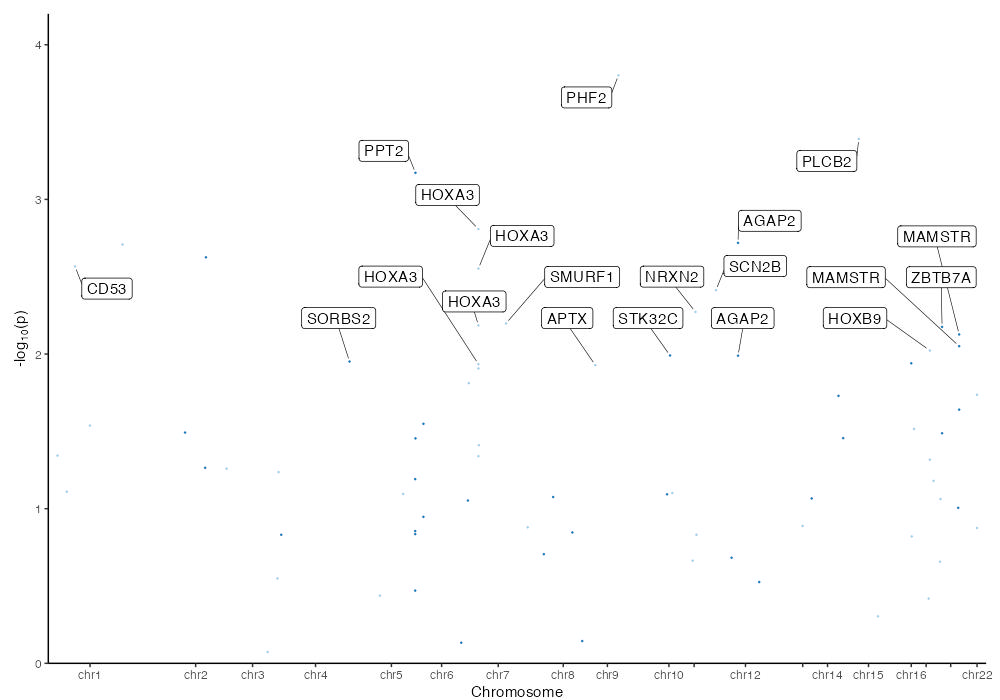 4
PHF2
PPT2
PLCB2
3
HOXA3
AGAP2
HOXA3
MAMSTR
SCN2B
CD53
HOXA3
SMURF1
NRXN2
MAMSTR
ZBTB7A
HOXA3
SORBS2
APTX
STK32C
AGAP2
HOXB9
-log10(p)
2
1
0
chr1 chr2 chr3 chr4 chr5 chr6 chr7 chr8 chr9 chr10 chr12 chr14 chr15 chr16 chr22
Chromosome